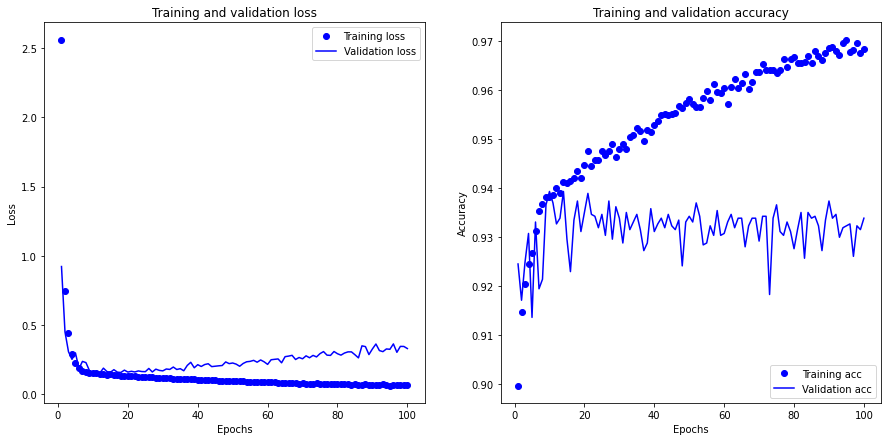 Training and validation loss
Training loss
Validation loss
2.5
2.0
1.5
1.0
0.5
0.0
Loss
0
20
40
60
80
100
Epochs
Training and validation accuracy
0.97
0.96
0.95
0.94
0.93
0.92
0.91
0.90
Accuracy
Training acc
Validation acc
0
20
40
60
80
100
Epochs